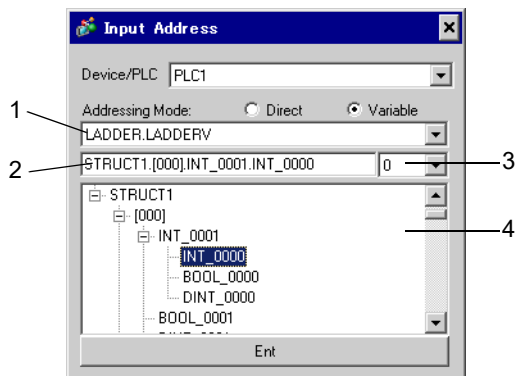 Input Address
Device/PLC PLC1
Addressing Mode: Direct Variable
1 LADDER.LADDERV
2 STRUCT1.[000].INT_0001.INT_0000 0 3
STRUCT1
[000]
4
INT_0001
INT_0000
BOOL_0000
DINT_0000
BOOL_0001
Ent